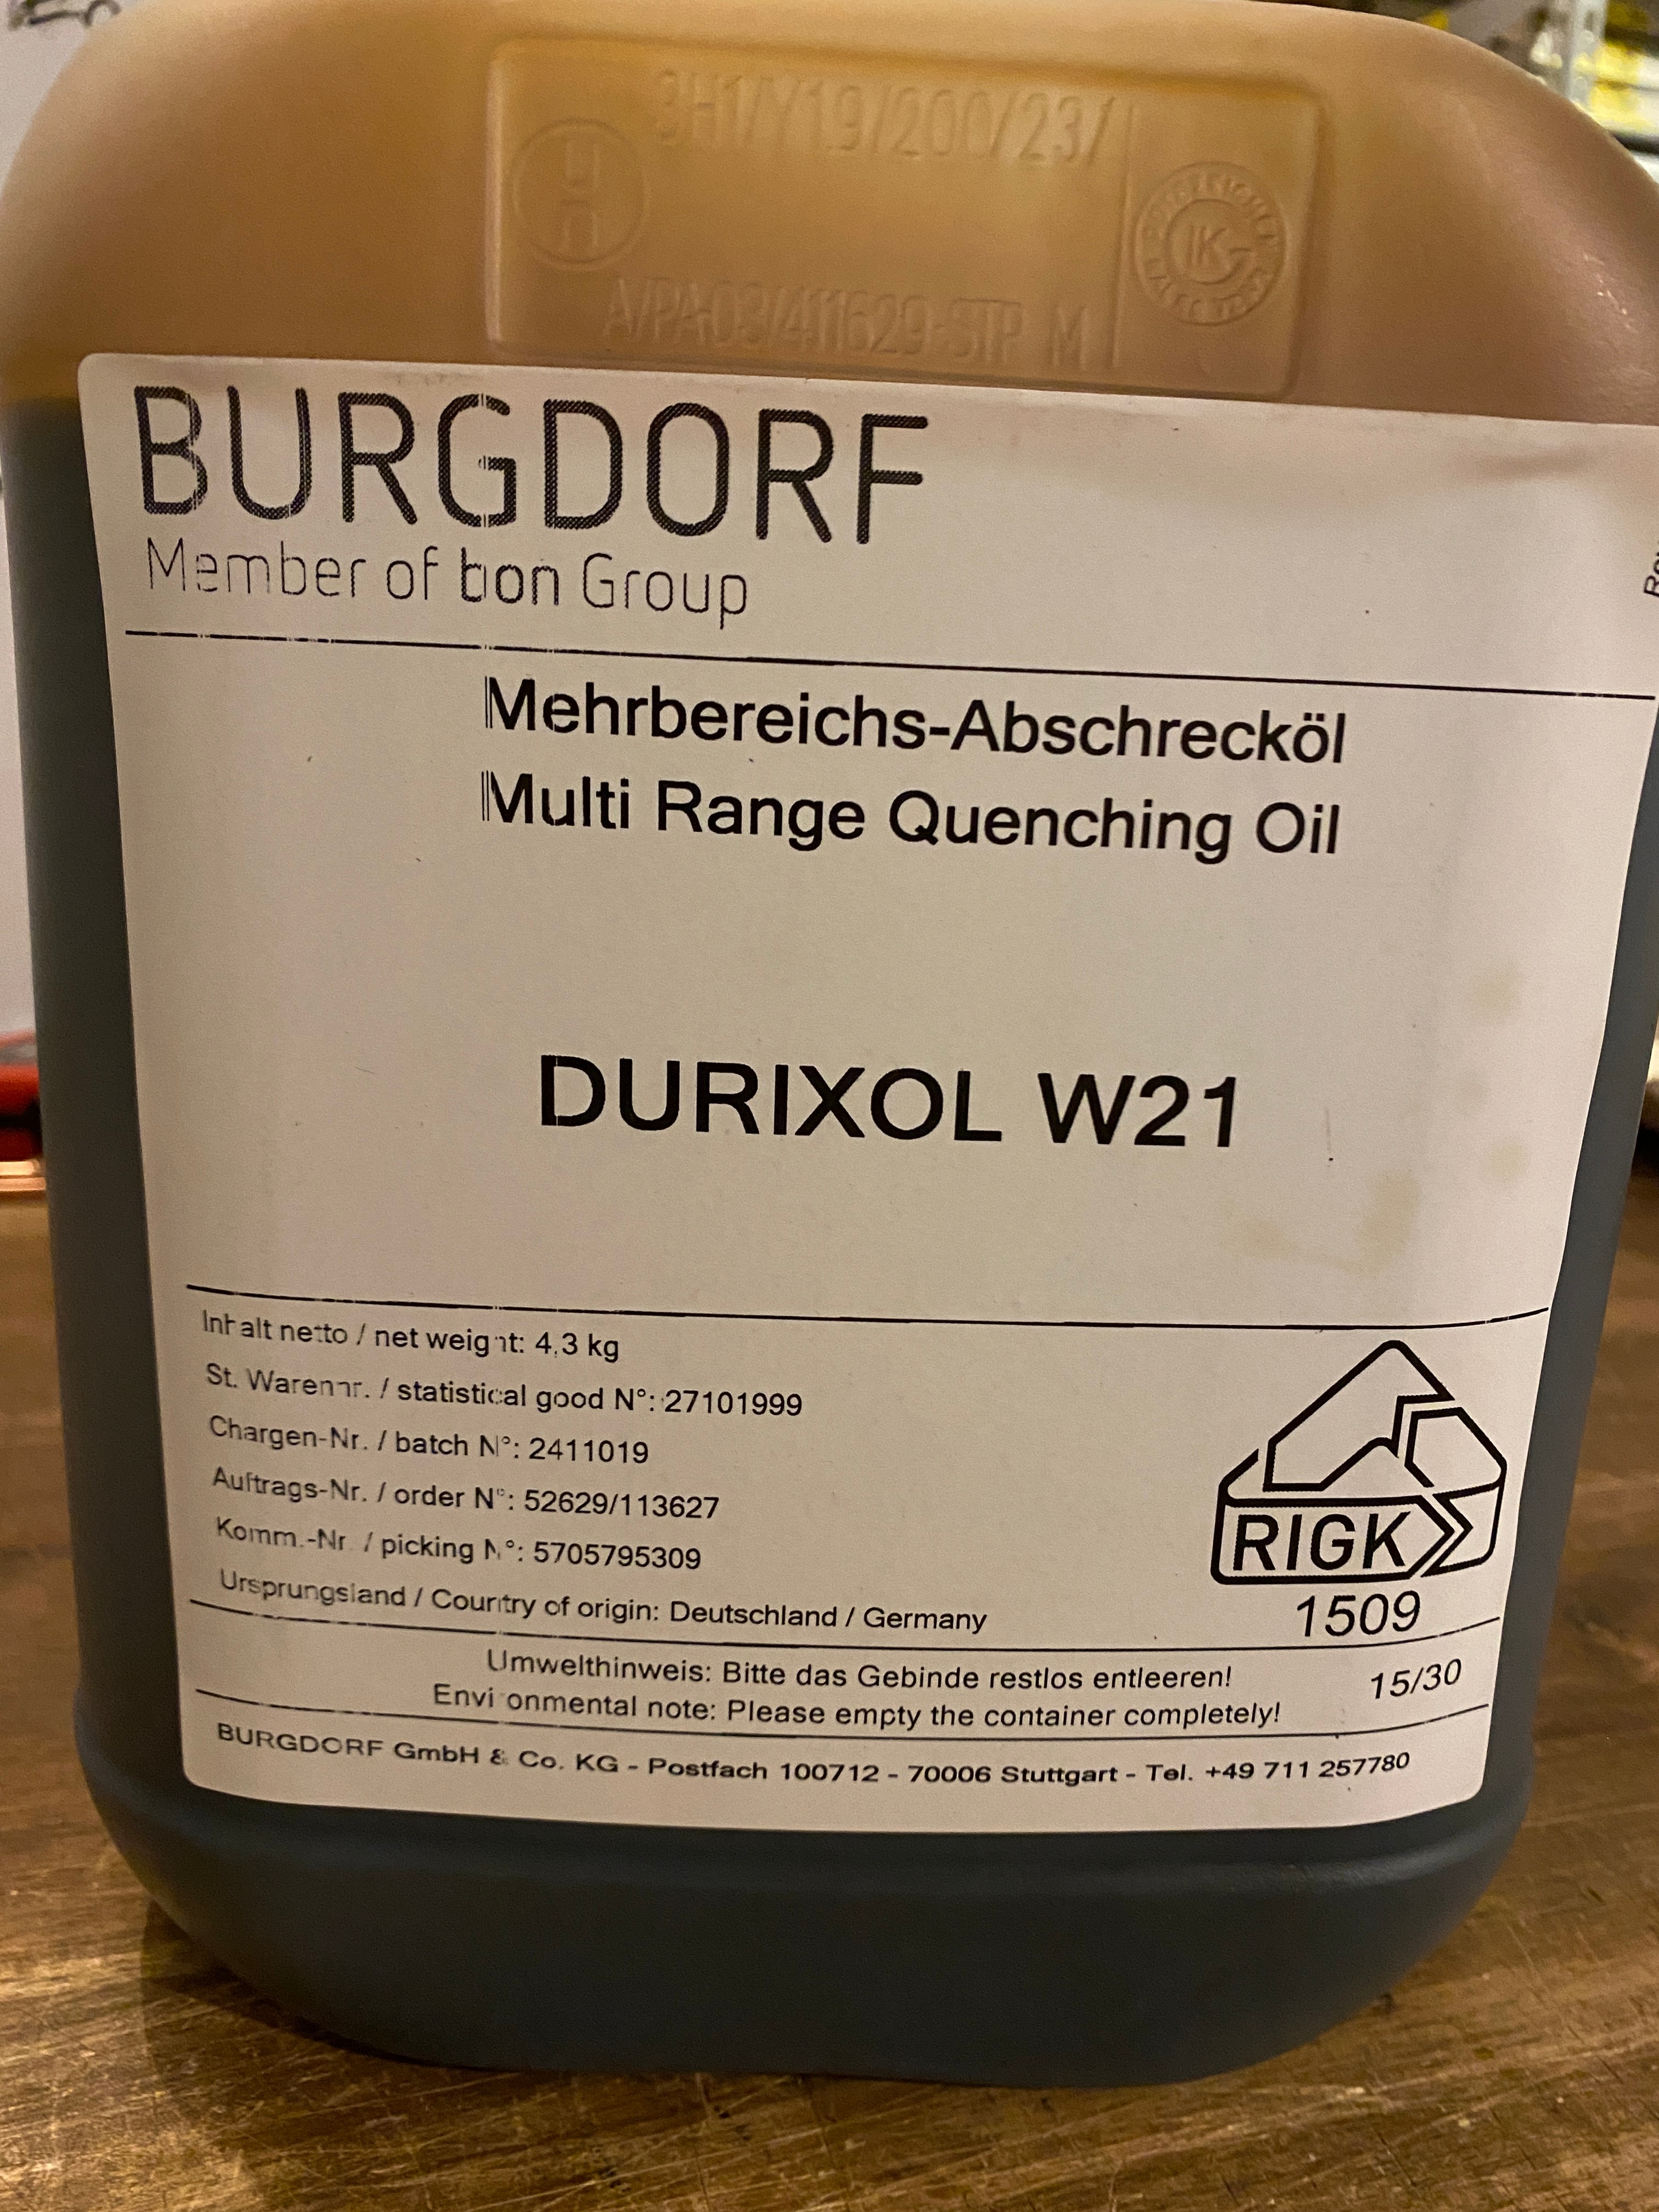 3H1/Y1.9/200/23/
un
A/PA-03/411629-STP M
IK
BURGDORF
Member of bon Group
Mehrbereichs-Abschrecköl
Multi Range Quenching Oil
DURIXOL W21
Inhalt netto / net weight: 4,3 kg
St. Warennr. / statistical good N°: 27101999
Chargen-Nr. / batch N°: 2411019
Auftrags-Nr. / order N°: 52629/113627
Komm.-Nr. / picking N°: 5705795309
Ursprungsland / Country of origin: Deutschland / Germany
RIGK
1509
Umwelthinweis: Bitte das Gebinde restlos entleeren!
Environmental note: Please empty the container completely!
15/30
BURGDORF GmbH & Co. KG - Postfach 100712 - 70006 Stuttgart - Tel. +49 711 257780